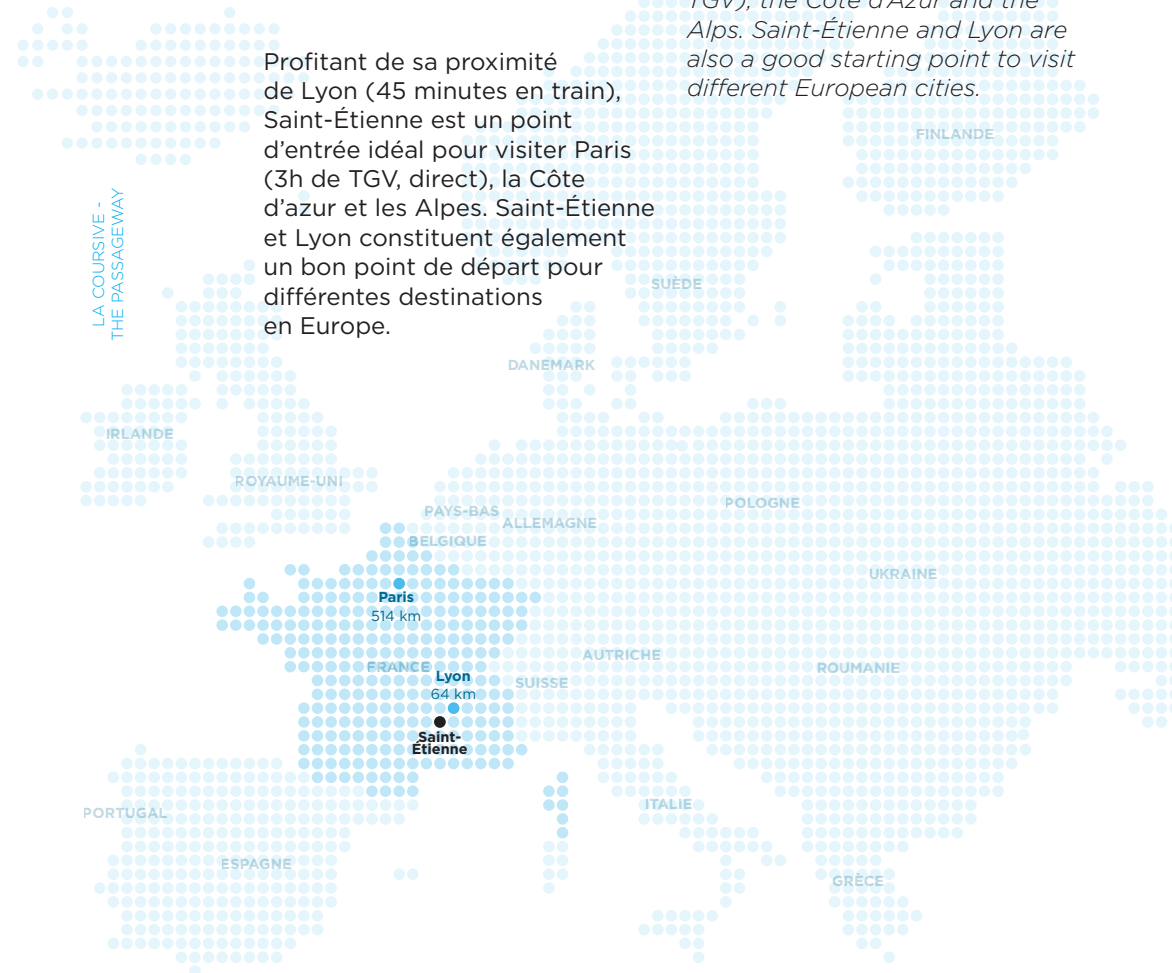 TGV), the Côte d'Azur and the
Alps. Saint-Étienne and Lyon are
also a good starting point to visit
different European cities.
Profitant de sa proximité
de Lyon (45 minutes en train),
Saint-Étienne est un point
d'entrée idéal pour visiter Paris
(3h de TGV, direct), la Côte
d'azur et les Alpes. Saint-Étienne
et Lyon constituent également
un bon point de départ pour
différentes destinations
en Europe.
LA COURSIVE -
THE PASSAGEWAY
FINLANDE
SUÈDE
DANEMARK
IRLANDE
ROYAUME-UNI
PAYS-BAS
ALLEMAGNE
POLOGNE
BELGIQUE
UKRAINE
Paris
514 km
FRANCE
Lyon
64 km
AUTRICHE
SUISSE
ROUMANIE
Saint-
Étienne
PORTUGAL
ESPAGNE
ITALIE
GRÈCE